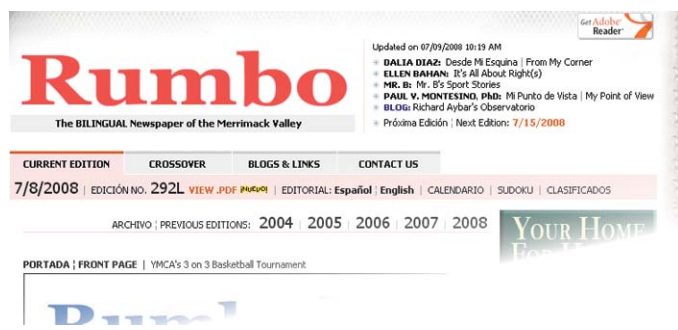 Get Adobe Reader
Updated on 07/09/2008 10:19 AM
Rumbo
DALIA DIAZ: Desde Mi Esquina | From My Corner
ELLEN BAHAN: It's All About Right(s)
MR. B: Mr. B's Sport Stories
PAUL V. MONTESINO, PhD: Mi Punto de Vista | My Point of View
BLOG: Richard Aybar's Observatorio
The BILINGUAL Newspaper of the Merrimack Valley
Próxima Edición | Next Edition: 7/15/2008
CURRENT EDITION CROSSOVER BLOGS & LINKS CONTACT US
7/8/2008 | EDICIÓN NO. 292L VIEW .PDF ¡NUEVO! | EDITORIAL: Español | English | CALENDARIO | SUDOKU | CLASIFICADOS
ARCHIVO | PREVIOUS EDITIONS: 2004 | 2005 | 2006 | 2007 | 2008
YOUR HOME
FOR
PORTADA | FRONT PAGE | YMCA's 3 on 3 Basketball Tournament
Rumbo